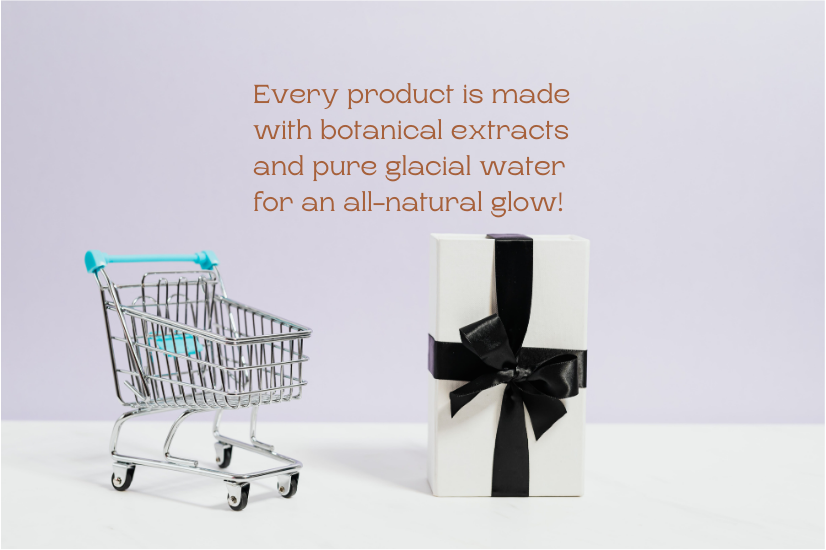 Every product is made
with botanical extracts
and pure glacial water
for an all-natural glow!